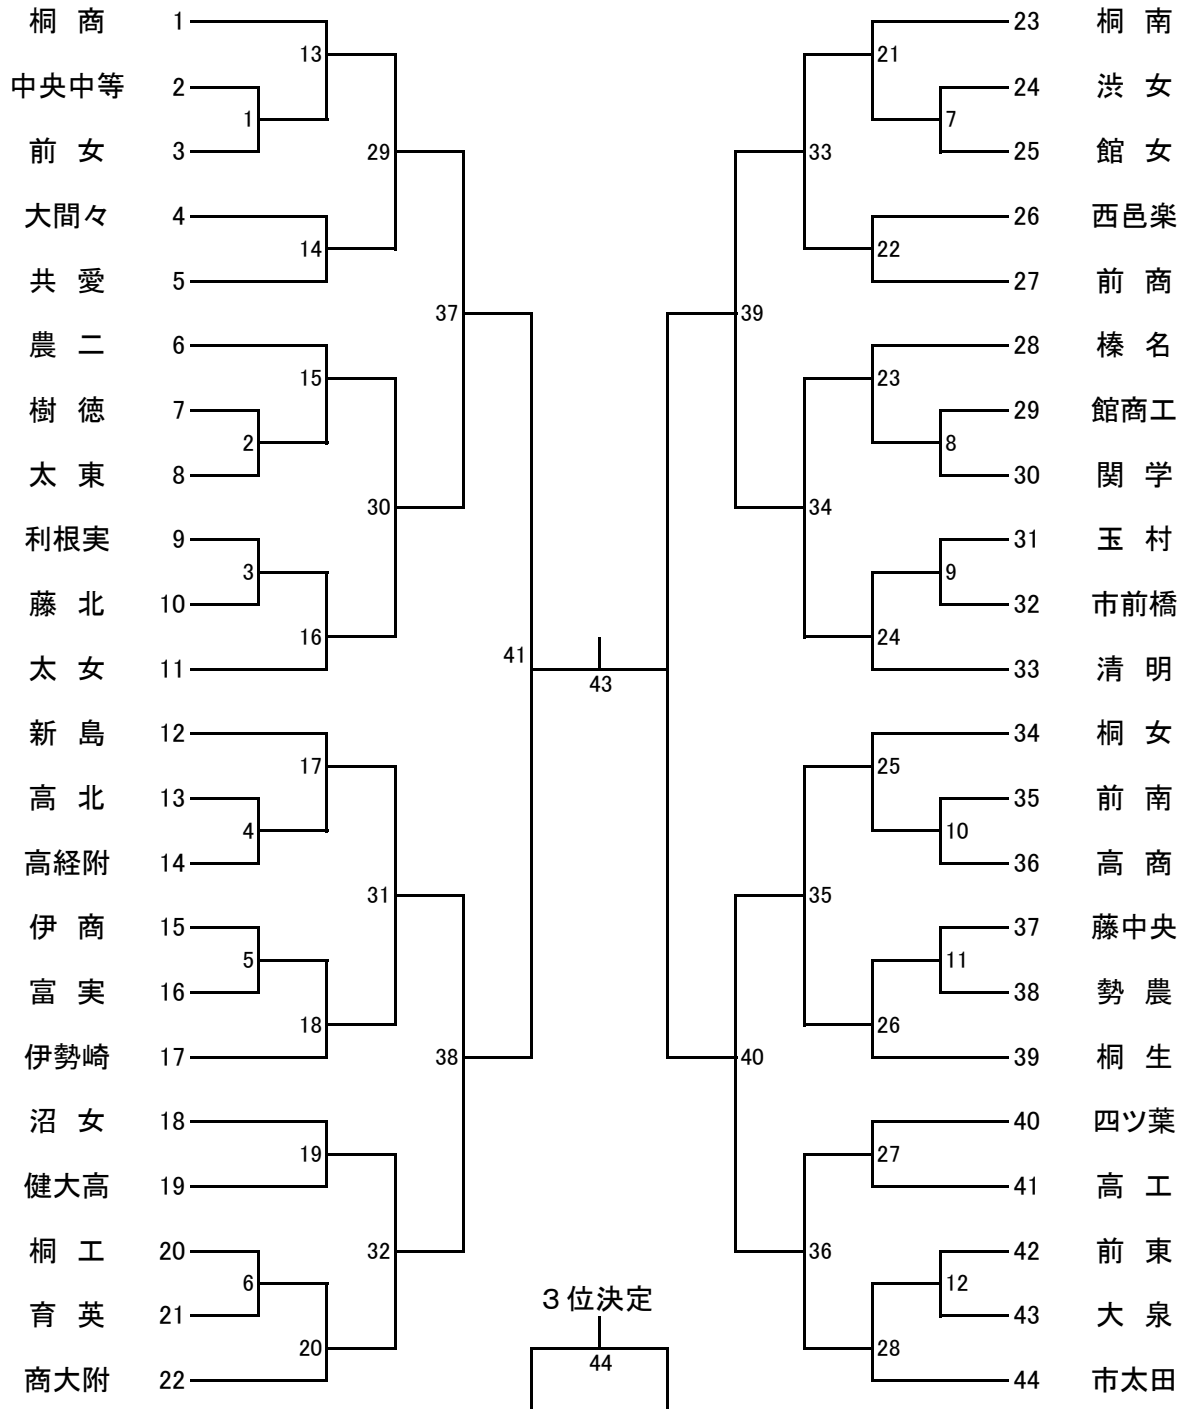 桐 商 1
中央中等 2
前 女 3
大間々 4
共 愛 5
農 二 6
樹 徳 7
太 東 8
利根実 9
藤 北 10
太 女 11
新 島 12
高 北 13
高経附 14
伊 商 15
富 実 16
伊勢崎 17
沼 女 18
健大高 19
桐 工 20
育 英 21
商大附 22
1
2
3
4
5
6
13
14
15
16
17
18
19
20
29
30
31
32
37
38
41
43
3位決定
44
39
40
33
34
35
36
21
22
23
24
25
26
27
28
7
8
9
10
11
12
23 桐 南
24 渋 女
25 館 女
26 西邑楽
27 前 商
28 榛 名
29 館商工
30 関 学
31 玉 村
32 市前橋
33 清 明
34 桐 女
35 前 南
36 高 商
37 藤中央
38 勢 農
39 桐 生
40 四ツ葉
41 高 工
42 前 東
43 大 泉
44 市太田